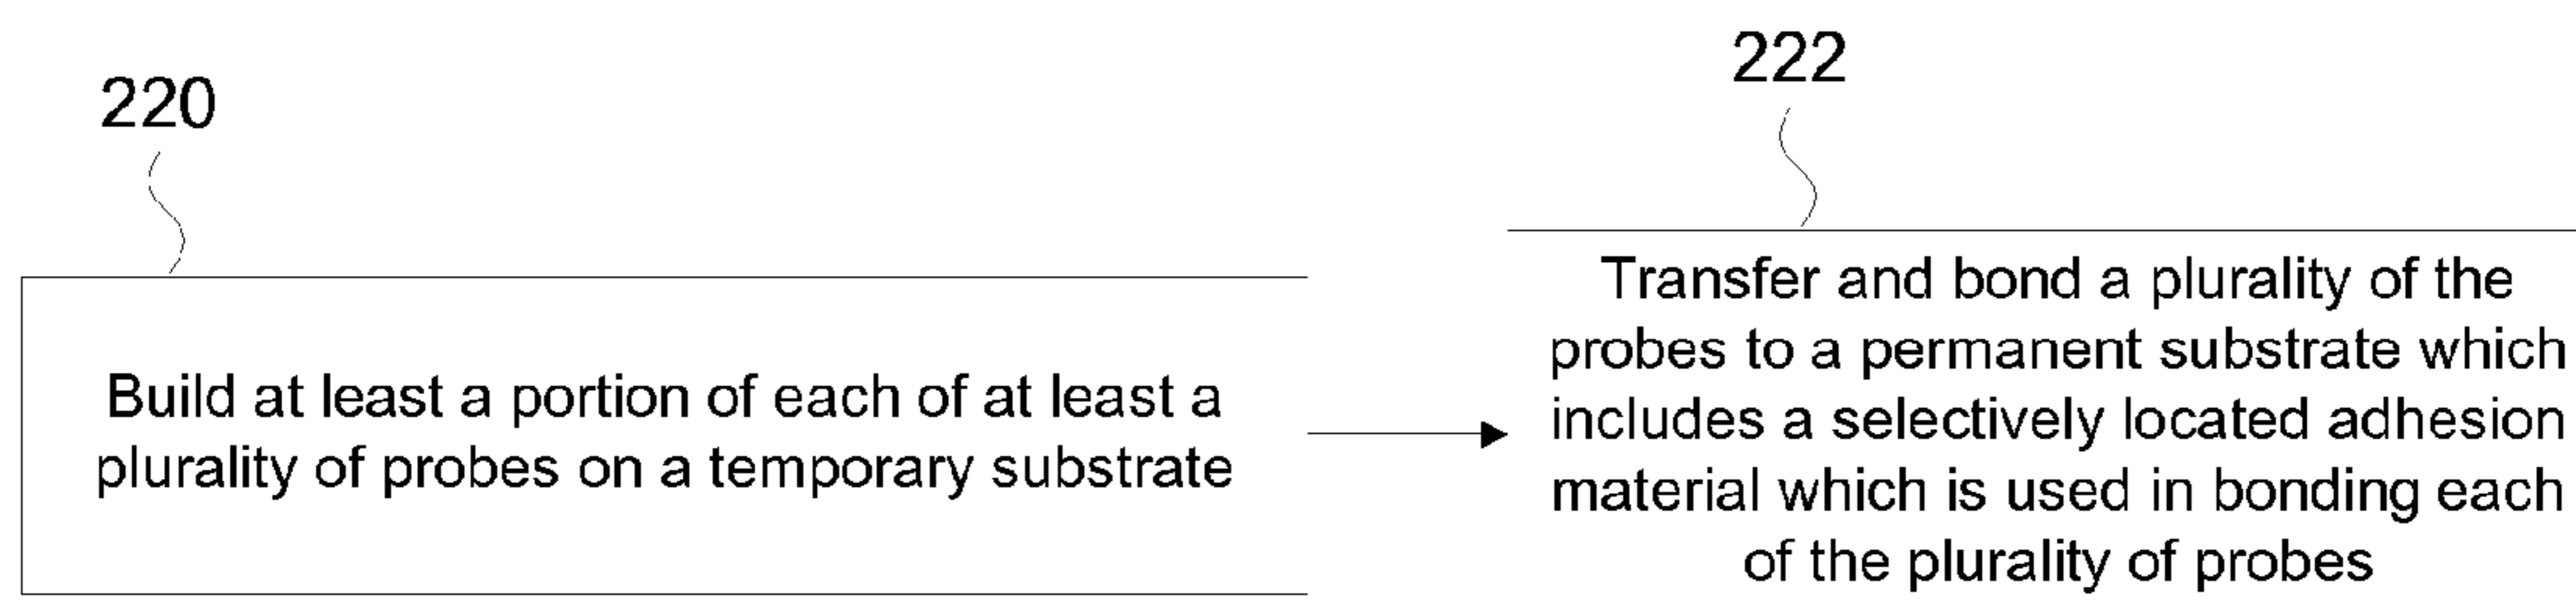 220
Build at least a portion of each of at least a
plurality of probes on a temporary substrate
222
Transfer and bond a plurality of the
probes to a permanent substrate which
includes a selectively located adhesion
material which is used in bonding each
of the plurality of probes